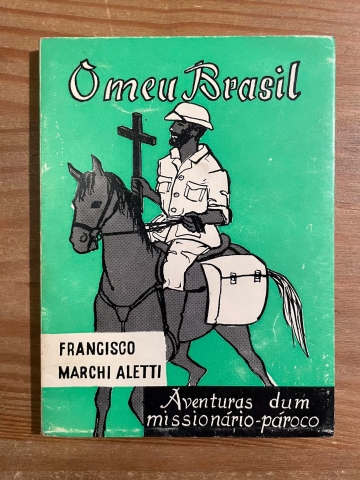 O meu Brasil
FRANCISCO
MARCHI ALETTI
Aventuras dum
missionário-pároco